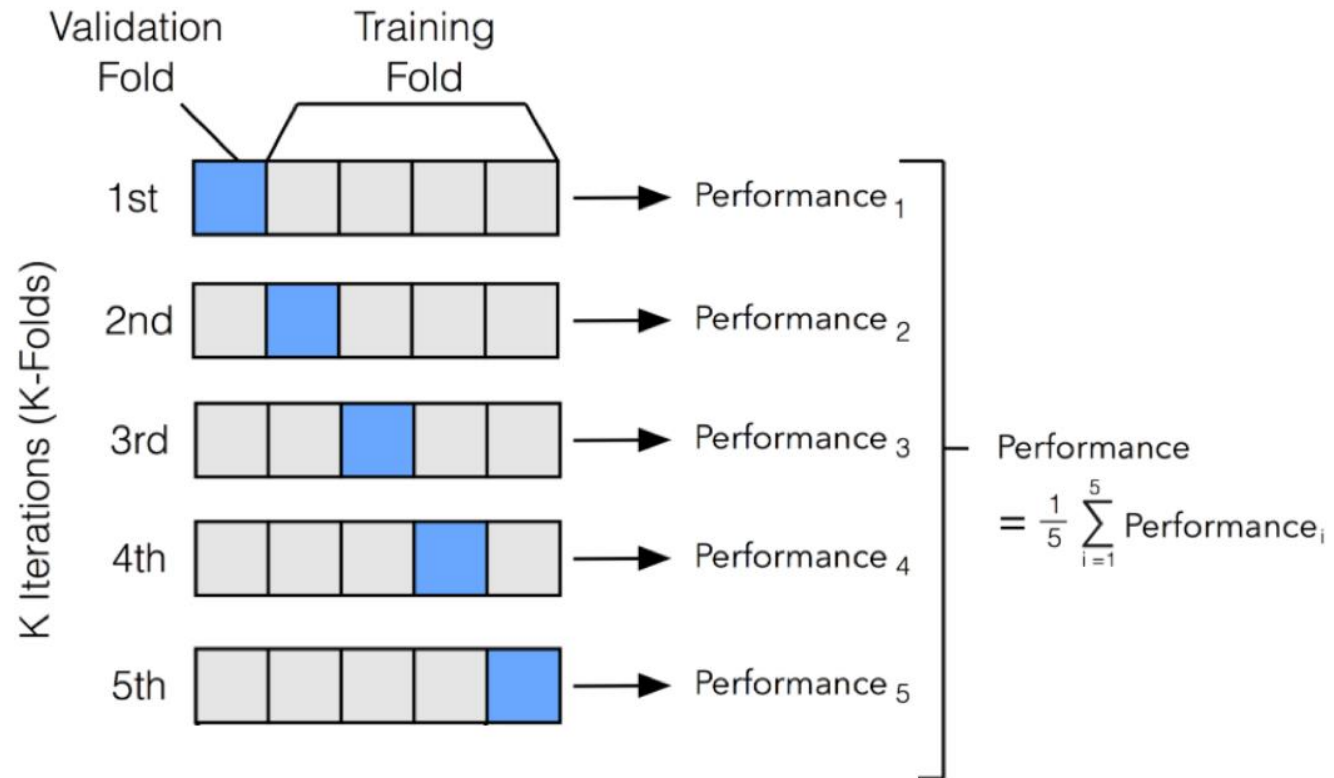 Validation
Fold
Training
Fold
K Iterations (K-Folds)
1st
Performance 1
2nd
Performance 2
3rd
Performance 3
4th
Performance 4
5th
Performance 5
Performance
= 1/5 5∑i=1 Performanceᵢ